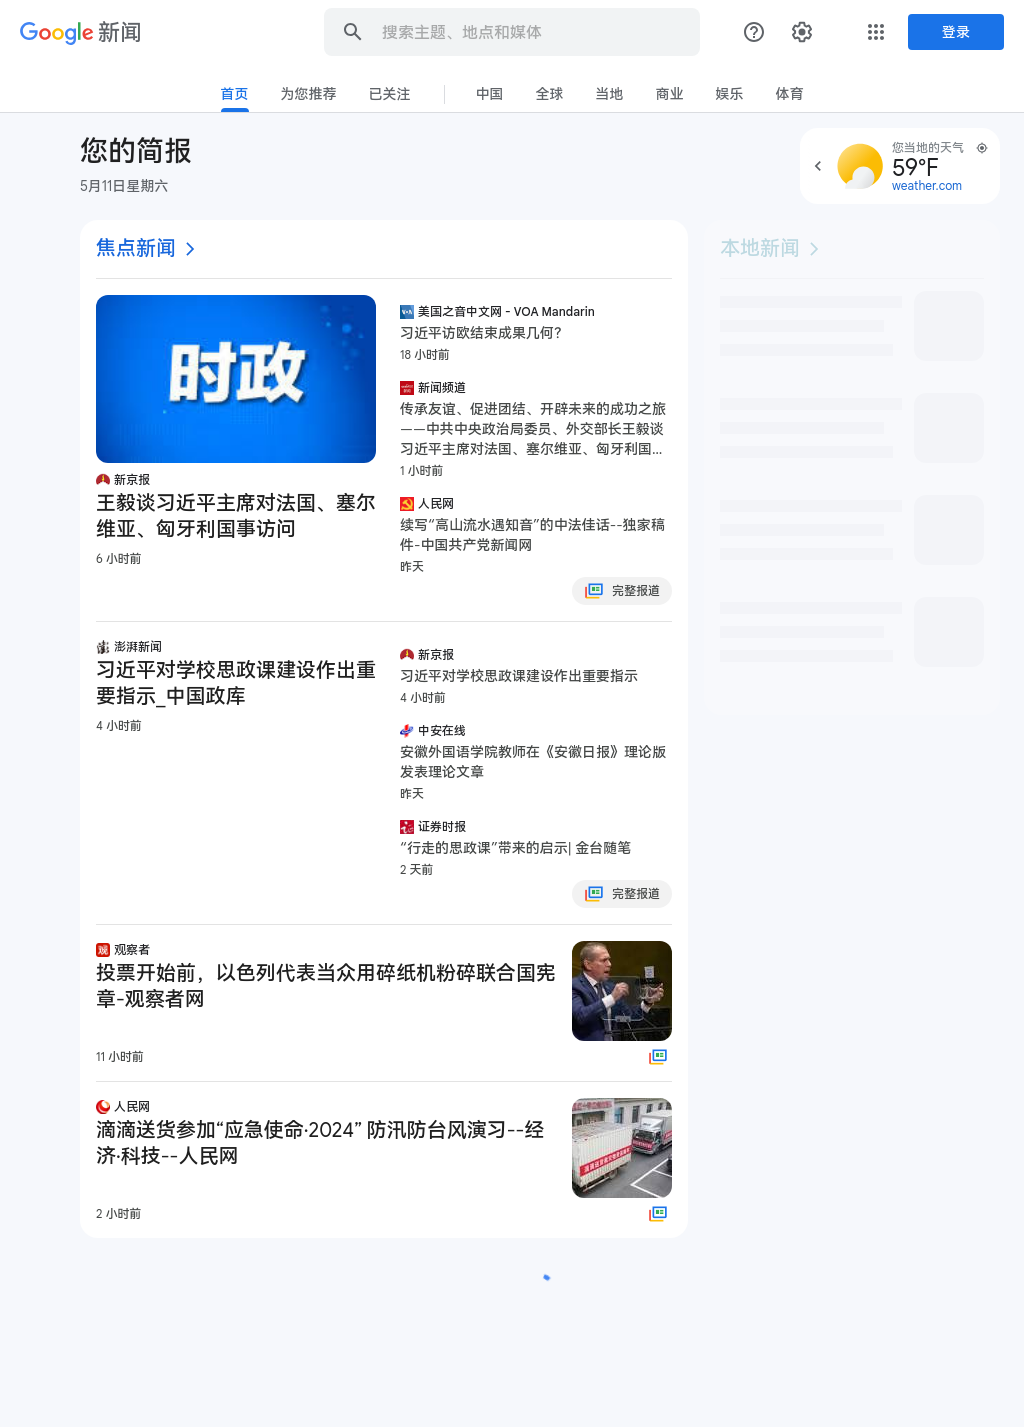 Google 新闻
搜索主题、地点和媒体
登录
首页 为您推荐 已关注 中国 全球 当地 商业 娱乐 体育
您的简报
5月11日星期六
您当地的天气
59°F
weather.com
焦点新闻
时政
新京报
王毅谈习近平主席对法国、塞尔
维亚、匈牙利国事访问
6 小时前
VOA
美国之音中文网 - VOA Mandarin
习近平访欧结束成果几何？
18 小时前
新闻频道
传承友谊、促进团结、开辟未来的成功之旅
——中共中央政治局委员、外交部长王毅谈
习近平主席对法国、塞尔维亚、匈牙利国...
1 小时前
人民网
续写“高山流水遇知音”的中法佳话--独家稿
件-中国共产党新闻网
昨天
完整报道
澎湃新闻
习近平对学校思政课建设作出重
要指示_中国政库
4 小时前
新京报
习近平对学校思政课建设作出重要指示
4 小时前
中安在线
安徽外国语学院教师在《安徽日报》理论版
发表理论文章
昨天
证券时报
“行走的思政课”带来的启示| 金台随笔
2 天前
完整报道
观 观察者
投票开始前，以色列代表当众用碎纸机粉碎联合国宪
章-观察者网
11 小时前
人民网
滴滴送货参加“应急使命·2024” 防汛防台风演习--经
济·科技--人民网
2 小时前
本地新闻